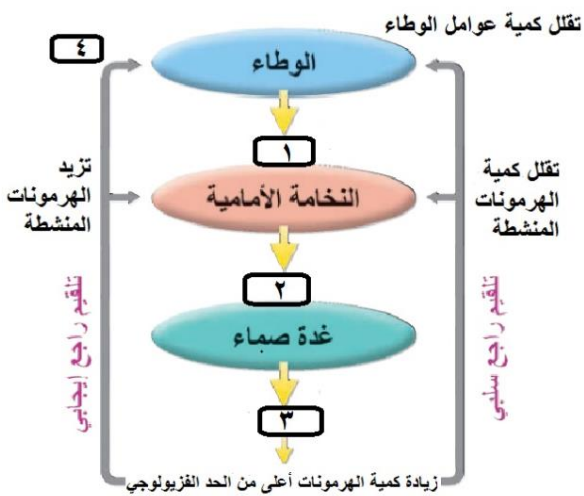 تقلل كمية عوامل الوطاء
٤
الوطاء
١
تزيد
الهرمونات
المنشطة
النخامة الأمامية
تقلل كمية
الهرمونات
المنشطة
٢
تلقيم راجع إيجابي
غدة صماء
تلقيم راجع سلبي
٣
زيادة كمية الهرمونات أعلى من الحد الفزيولوجي